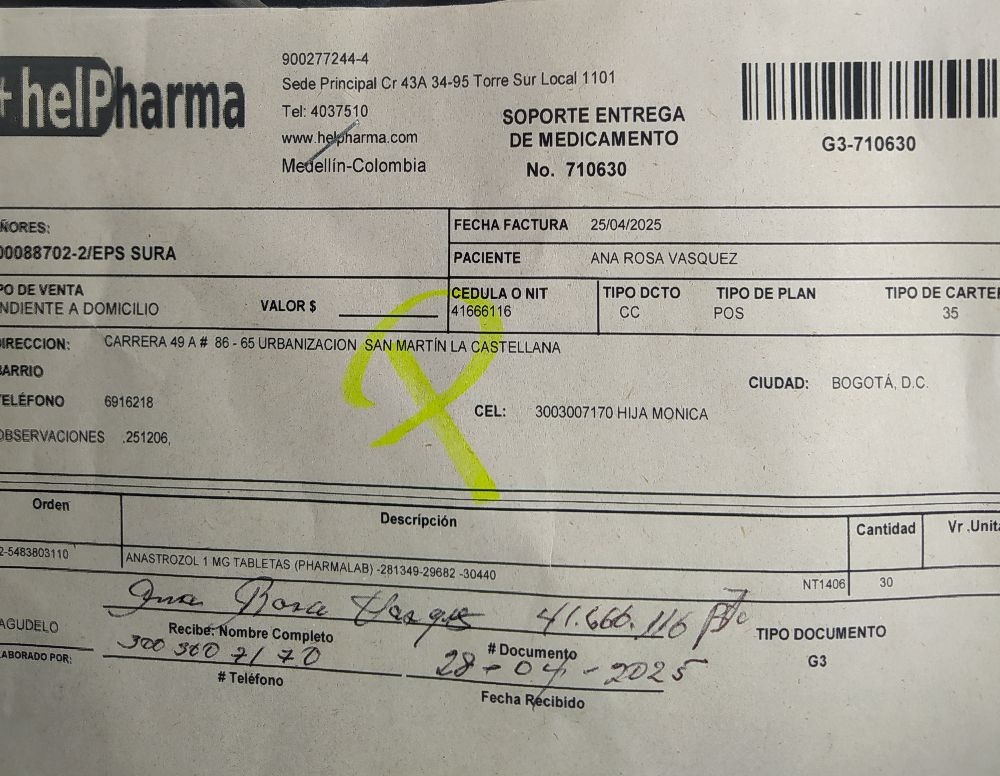 +helPharma
900277244-4
Sede Principal Cr 43A 34-95 Torre Sur Local 1101
Tel: 4037510
www.helpharma.com
Medellín-Colombia
SOPORTE ENTREGA
DE MEDICAMENTO
No. 710630
G3-710630
ÑORES:
00088702-2/EPS SURA
FECHA FACTURA 25/04/2025
PACIENTE ANA ROSA VASQUEZ
PO DE VENTA
NDIENTE A DOMICILIO
VALOR $
CEDULA O NIT
41666116
TIPO DCTO
CC
TIPO DE PLAN
POS
TIPO DE CARTER
35
DIRECCION: CARRERA 49 A # 86 - 65 URBANIZACION SAN MARTÍN LA CASTELLANA
BARRIO
CIUDAD: BOGOTÁ, D.C.
TELÉFONO 6916218
CEL: 3003007170 HIJA MONICA
OBSERVACIONES .251206,
Orden
Descripción
Cantidad
Vr .Unita
2-5483803110
ANASTROZOL 1 MG TABLETAS (PHARMALAB) -281349-29682 -30440
NT1406
30
Ana Rosa Vasques 41.666.116
AGUDELO
Recibe: Nombre Completo
# Documento
TIPO DOCUMENTO
G3
LABORADO POR:
300 300 7170
28-04-2025
# Teléfono
Fecha Recibido